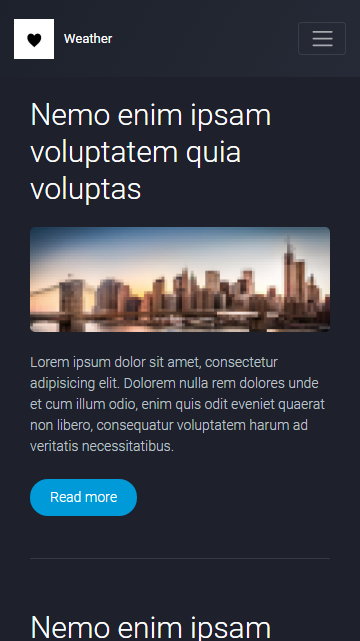 Weather
Nemo enim ipsam
voluptatem quia
voluptas
Lorem ipsum dolor sit amet, consectetur
adipisicing elit. Dolorem nulla rem dolores unde
et cum illum odio, enim quis odit eveniet quaerat
non libero, consequatur voluptatem harum ad
veritatis necessitatibus.
Read more
Nemo enim ipsam